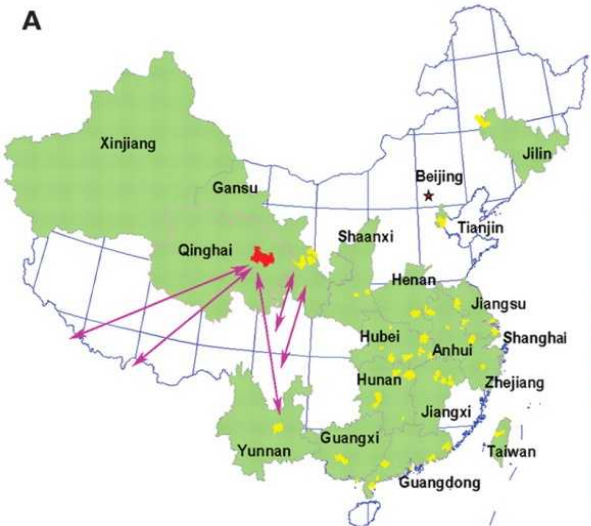 A
Xinjiang
Jilin
Gansu
Beijing
Qinghai
Shaanxi
Tianjin
Henan
Jiangsu
Hubei
Shanghai
Anhui
Hunan
Zhejiang
Jiangxi
Yunnan
Guangxi
Taiwan
Guangdong